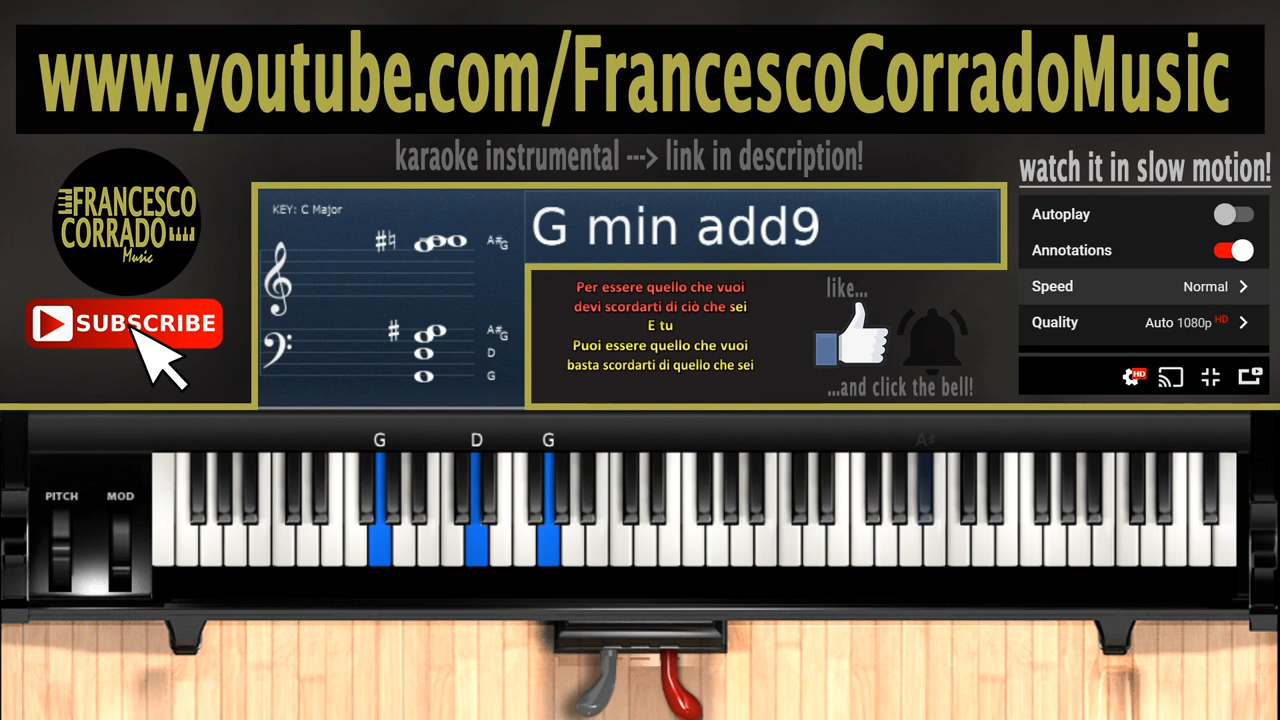 www.youtube.com/FrancescoCorradoMusic
karaoke instrumental ---> link in description!
watch it in slow motion!
FRANCESCO
CORRADO
Music
SUBSCRIBE
KEY: C Major
A#G
A#G
D
G
G min add9
Per essere quello che vuoi
devi scordarti di ciò che sei
E tu
Puoi essere quello che vuoi
basta scordarti di quello che sei
like...
...and click the bell!
Autoplay
Annotations
Speed Normal
Quality Auto 1080p HD
HD
G D G A#
PITCH MOD